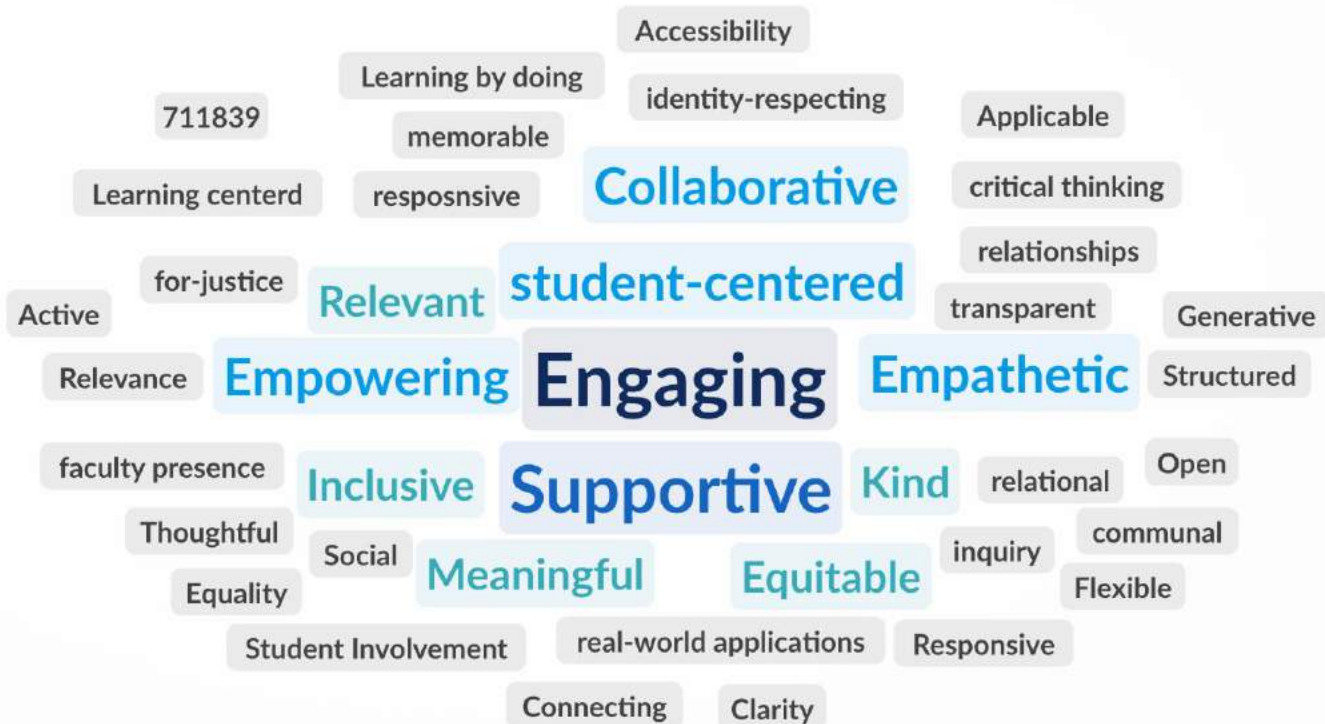 Accessibility
Learning by doing
identity-respecting
711839
memorable
Applicable
Learning centerd
resposnsive
Collaborative
critical thinking
relationships
for-justice
Relevant
student-centered
transparent
Active
Generative
Relevance
Empowering
Engaging
Empathetic
Structured
faculty presence
Inclusive
Supportive
Kind
relational
Open
Thoughtful
Social
Meaningful
Equitable
inquiry
communal
Equality
Flexible
Student Involvement
real-world applications
Responsive
Connecting
Clarity